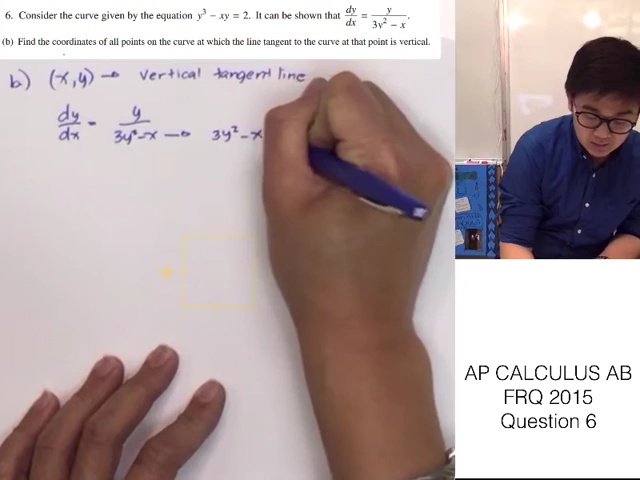 6. Consider the curve given by the equation y³ − xy = 2. It can be shown that dy/dx = y/(3y² − x).
(b) Find the coordinates of all points on the curve at which the line tangent to the curve at that point is vertical.
b) (x,y) → vertical tangent line
dy/dx = y/(3y²−x) → 3y²−x
AP CALCULUS AB
FRQ 2015
Question 6